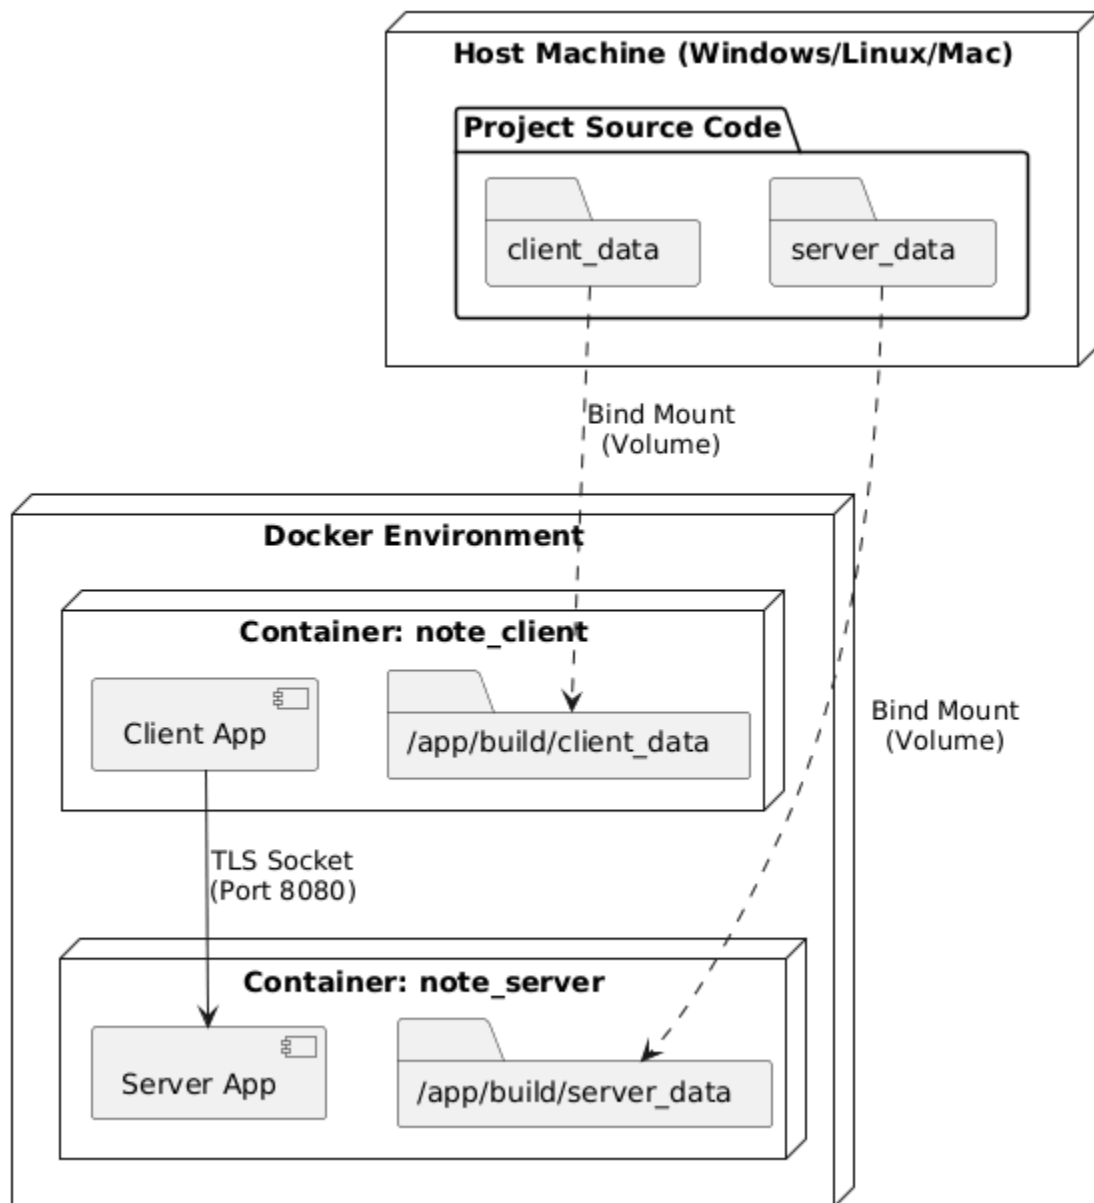 Host Machine (Windows/Linux/Mac)
Project Source Code
client_data
server_data
Bind Mount
(Volume)
Docker Environment
Container: note_client
Client App
/app/build/client_data
Bind Mount
(Volume)
TLS Socket
(Port 8080)
Container: note_server
Server App
/app/build/server_data